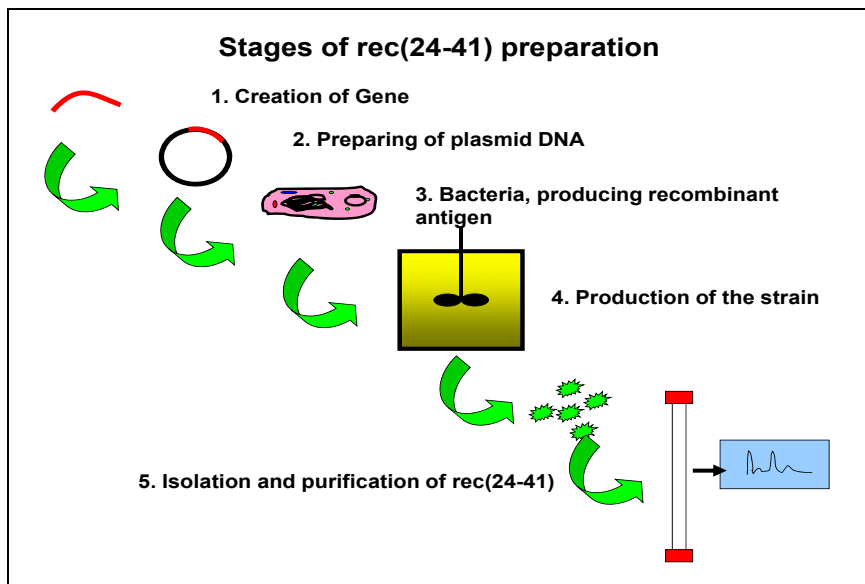 Stages of rec(24-41) preparation
1. Creation of Gene
2. Preparing of plasmid DNA
3. Bacteria, producing recombinant
antigen
4. Production of the strain
5. Isolation and purification of rec(24-41)